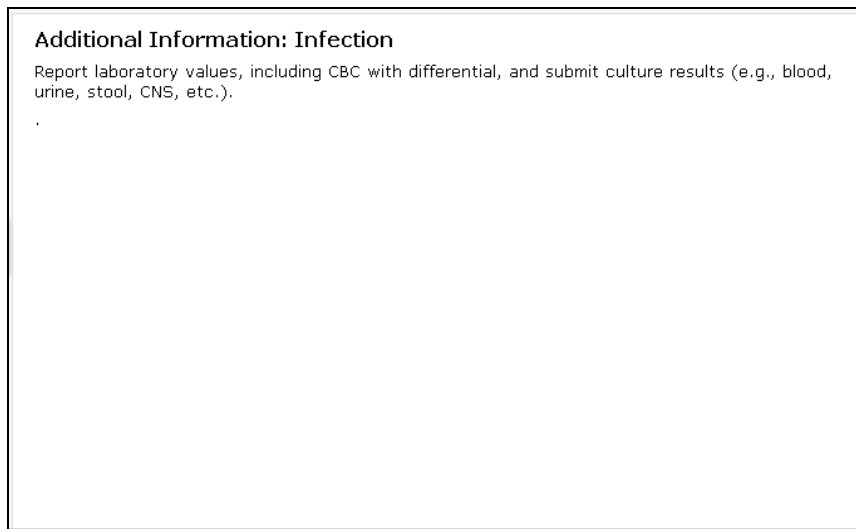 Additional Information: Infection
Report laboratory values, including CBC with differential, and submit culture results (e.g., blood,
urine, stool, CNS, etc.).
.